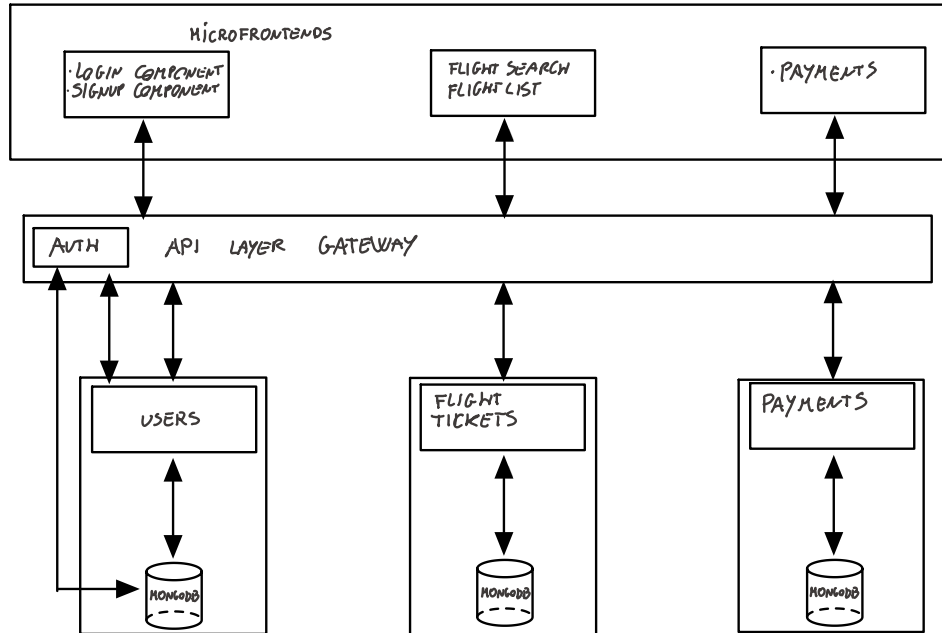 MICROFRONTENDS
· LOGIN COMPONENT
· SIGNUP COMPONENT
FLIGHT SEARCH
FLIGHT LIST
· PAYMENTS
AUTH
API LAYER GATEWAY
USERS
FLIGHT
TICKETS
PAYMENTS
MONGODB
MONGODB
MONGODB